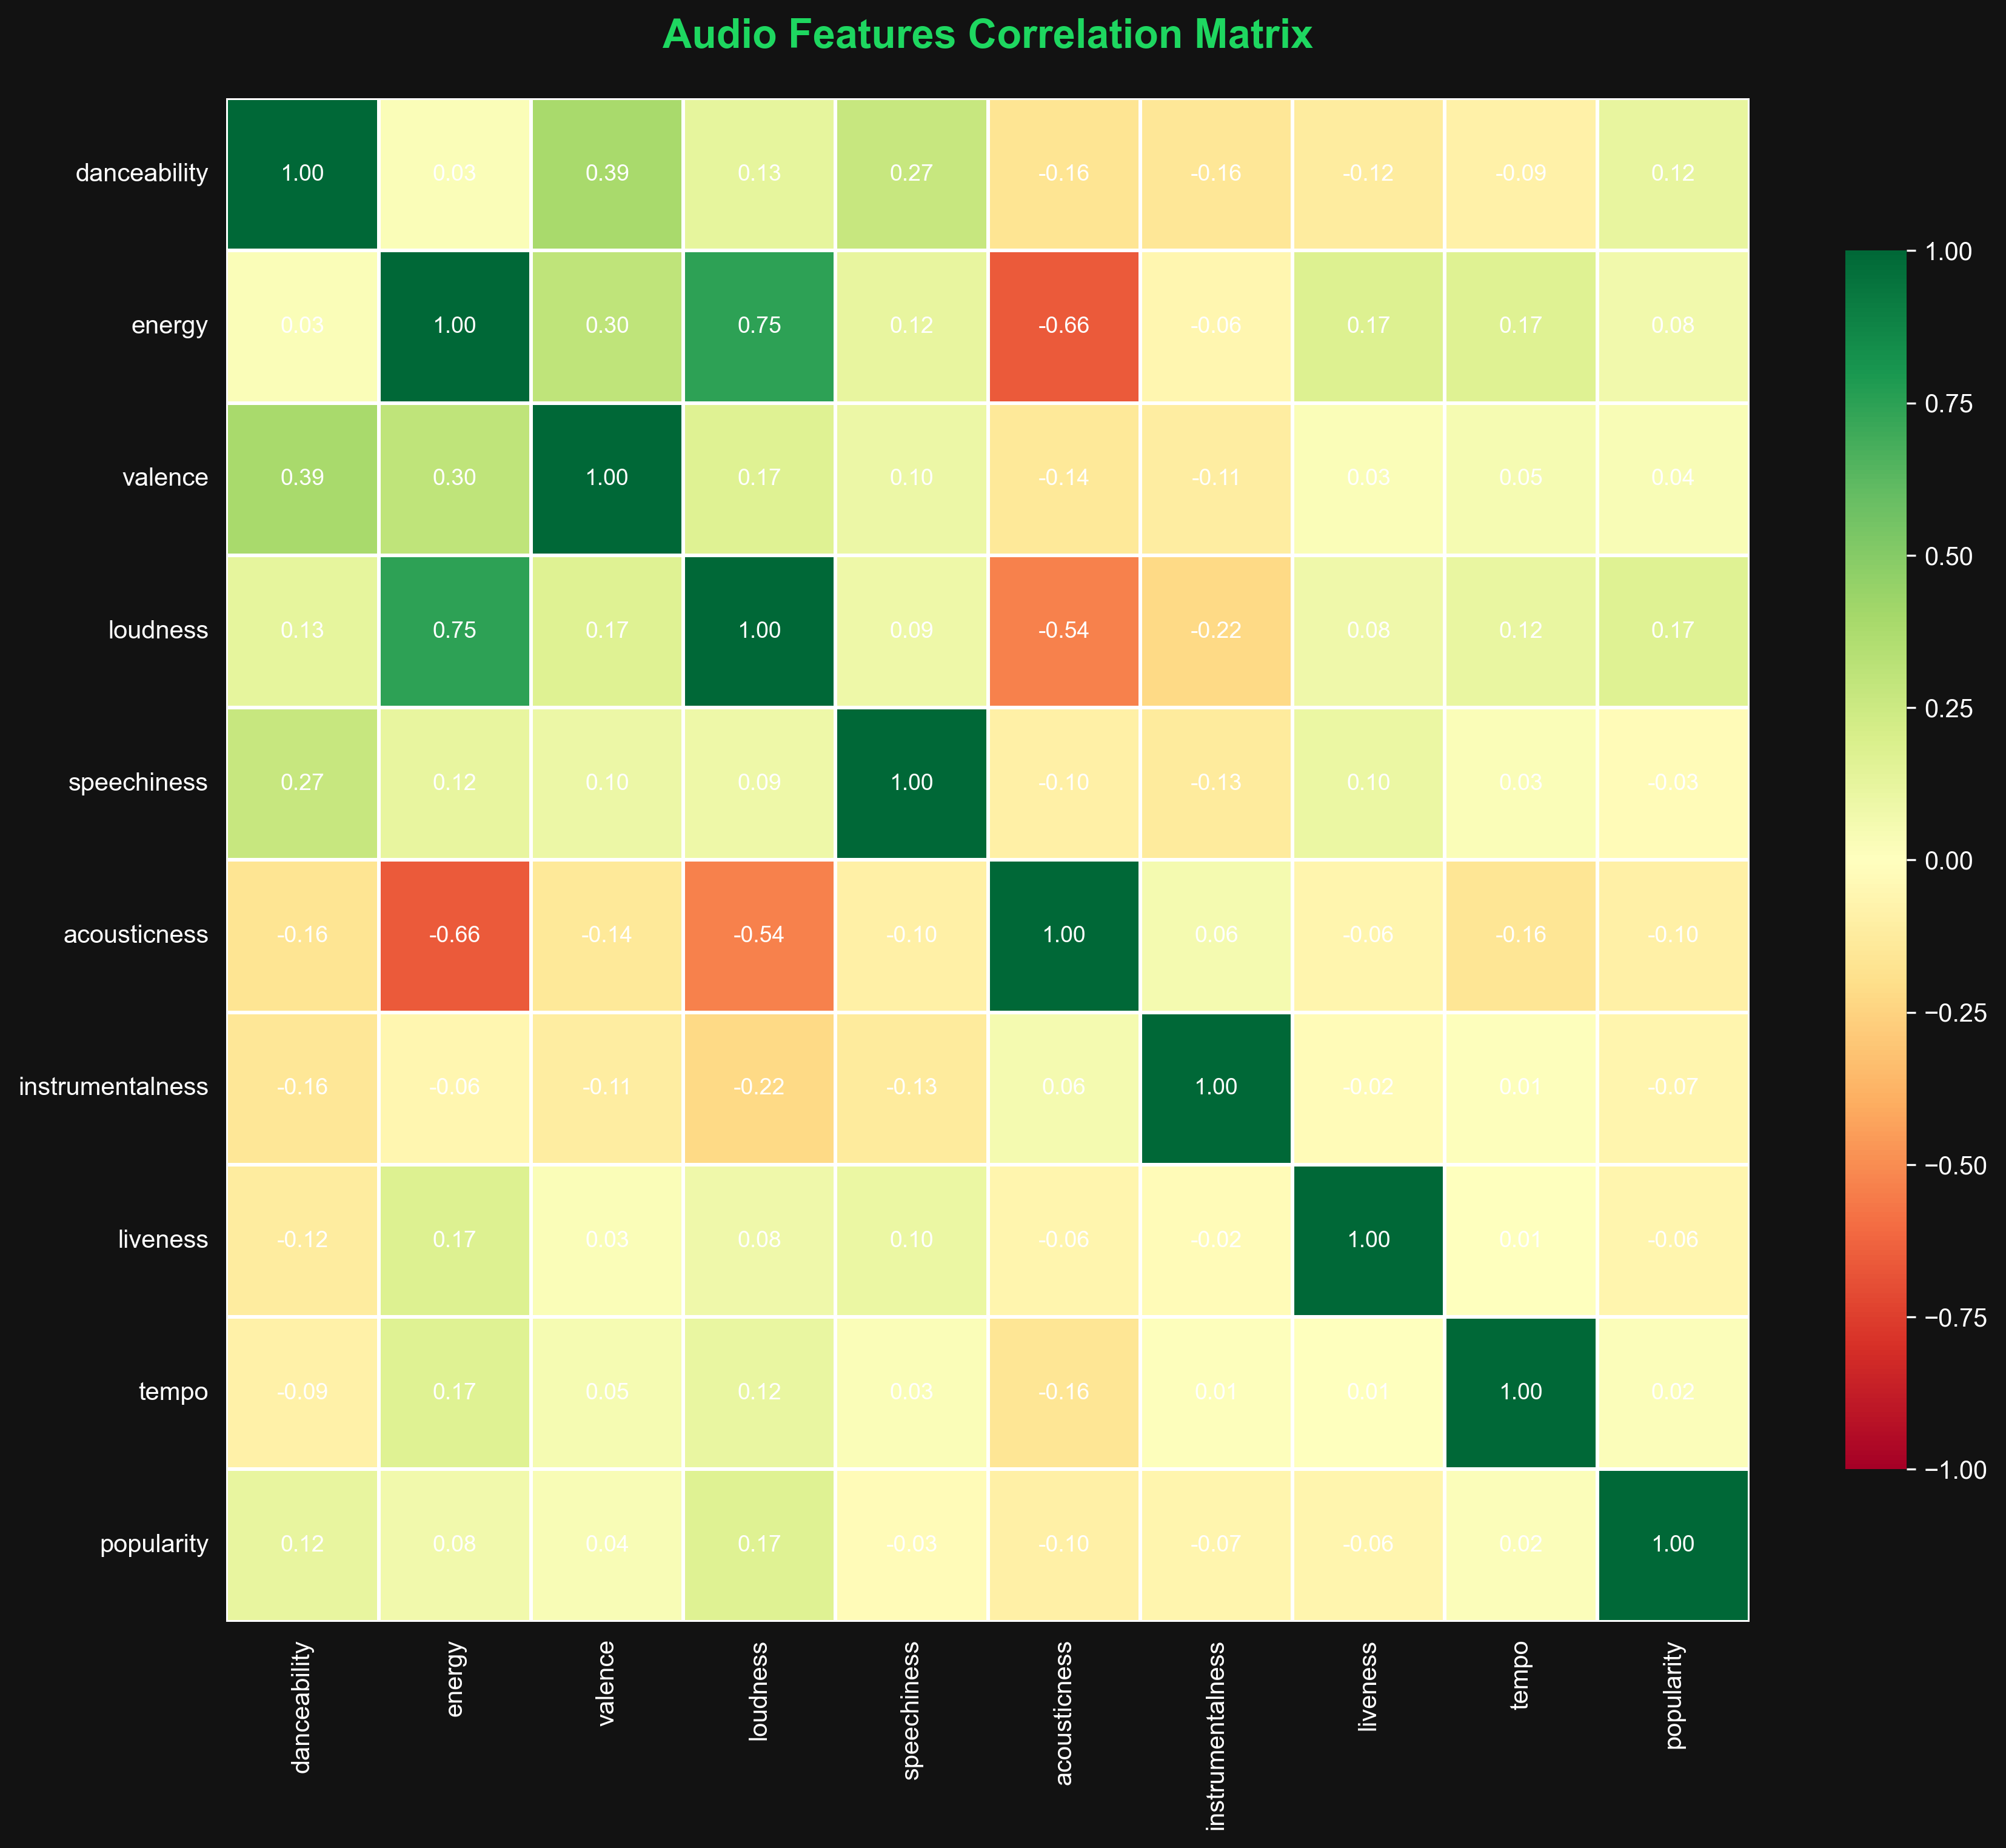 Audio Features Correlation Matrix
danceability 1.00 0.03 0.39 0.13 0.27 -0.16 -0.16 -0.12 -0.09 0.12
energy 0.03 1.00 0.30 0.75 0.12 -0.66 -0.06 0.17 0.17 0.08
valence 0.39 0.30 1.00 0.17 0.10 -0.14 -0.11 0.03 0.05 0.04
loudness 0.13 0.75 0.17 1.00 0.09 -0.54 -0.22 0.08 0.12 0.17
speechiness 0.27 0.12 0.10 0.09 1.00 -0.10 -0.13 0.10 0.03 -0.03
acousticness -0.16 -0.66 -0.14 -0.54 -0.10 1.00 0.06 -0.06 -0.16 -0.10
instrumentalness -0.16 -0.06 -0.11 -0.22 -0.13 0.06 1.00 -0.02 0.01 -0.07
liveness -0.12 0.17 0.03 0.08 0.10 -0.06 -0.02 1.00 0.01 -0.06
tempo -0.09 0.17 0.05 0.12 0.03 -0.16 0.01 0.01 1.00 0.02
popularity 0.12 0.08 0.04 0.17 -0.03 -0.10 -0.07 -0.06 0.02 1.00
danceability energy valence loudness speechiness acousticness instrumentalness liveness tempo popularity
1.00
0.75
0.50
0.25
0.00
−0.25
−0.50
−0.75
−1.00